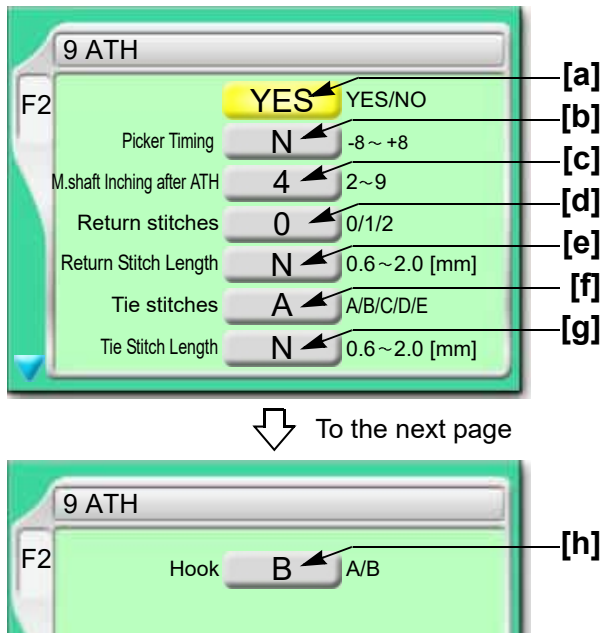 9 ATH
F2
YES YES/NO [a]
Picker Timing N -8～+8 [b]
M.shaft Inching after ATH 4 2～9 [c]
Return stitches 0 0/1/2 [d]
Return Stitch Length N 0.6～2.0 [mm] [e]
Tie stitches A A/B/C/D/E [f]
Tie Stitch Length N 0.6～2.0 [mm] [g]
To the next page
9 ATH
F2
Hook B A/B [h]